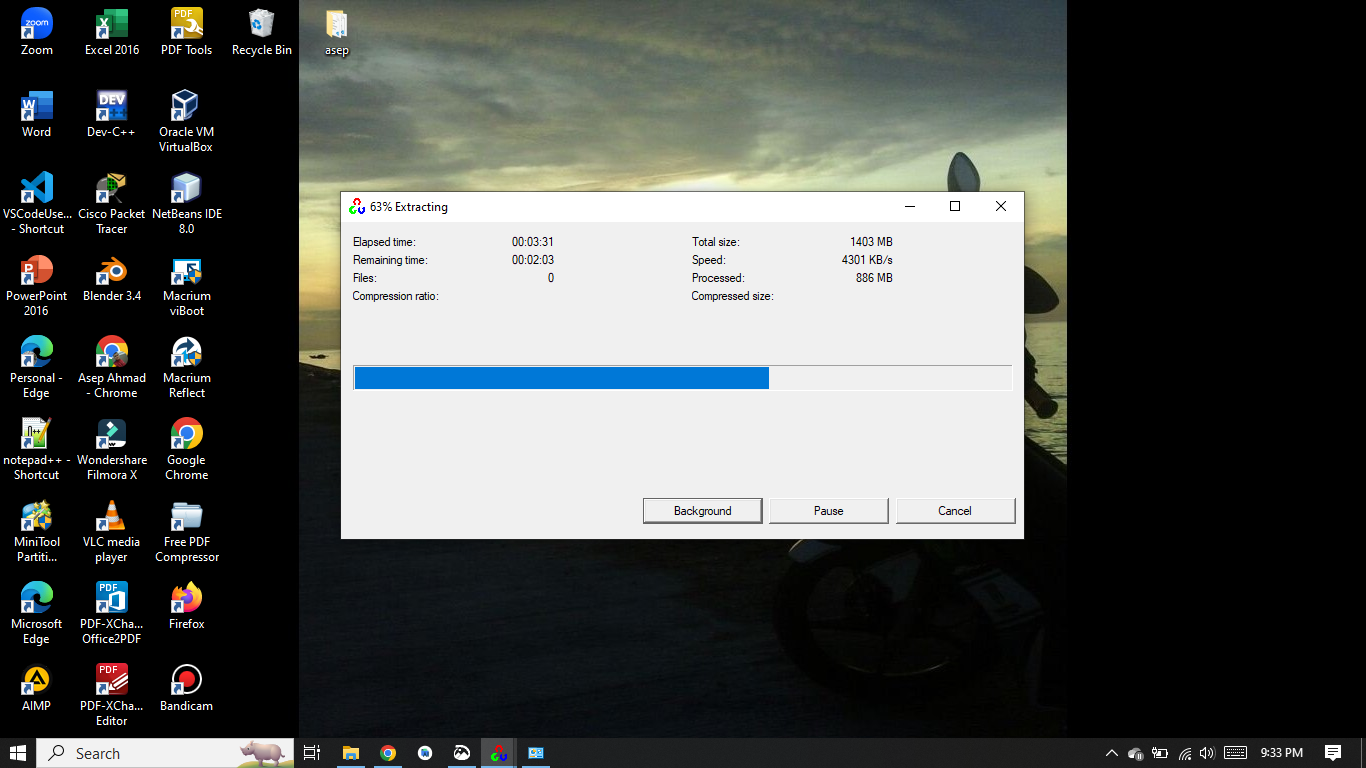 Zoom
Excel 2016
PDF
PDF Tools
Recycle Bin
asep
Word
DEV
Dev-C++
Oracle VM
VirtualBox
VSCodeUse...
- Shortcut
Cisco Packet
Tracer
NetBeans IDE
8.0
PowerPoint
2016
Blender 3.4
Macrium
viBoot
Personal -
Edge
Asep Ahmad
- Chrome
Macrium
Reflect
notepad++ -
Shortcut
Wondershare
Filmora X
Google
Chrome
MiniTool
Partiti...
VLC media
player
Free PDF
Compressor
Microsoft
Edge
PDF
PDF-XCha...
Office2PDF
Firefox
AIMP
PDF
PDF-XCha...
Editor
Bandicam
63% Extracting
Elapsed time: 00:03:31 Total size: 1403 MB
Remaining time: 00:02:03 Speed: 4301 KB/s
Files: 0 Processed: 886 MB
Compression ratio: Compressed size:
Background Pause Cancel
Search
9:33 PM